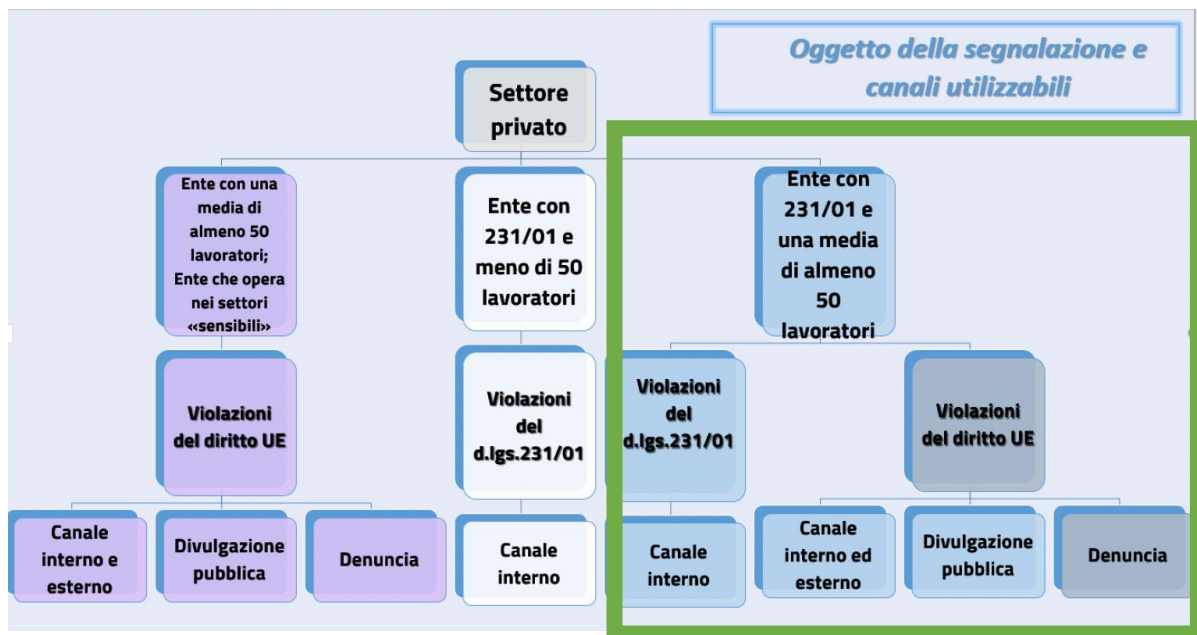 Oggetto della segnalazione e
canali utilizzabili
Settore
privato
Ente con una
media di
almeno 50
lavoratori;
Ente che opera
nei settori
«sensibili»
Ente con
231/01 e
meno di 50
lavoratori
Ente con
231/01 e
una media
di almeno
50
lavoratori
Violazioni
del diritto UE
Violazioni
del
d.lgs.231/01
Violazioni
del
d.lgs.231/01
Violazioni
del diritto UE
Canale
interno e
esterno
Divulgazione
pubblica
Denuncia
Canale
interno
Canale
interno
Canale
interno ed
esterno
Divulgazione
pubblica
Denuncia